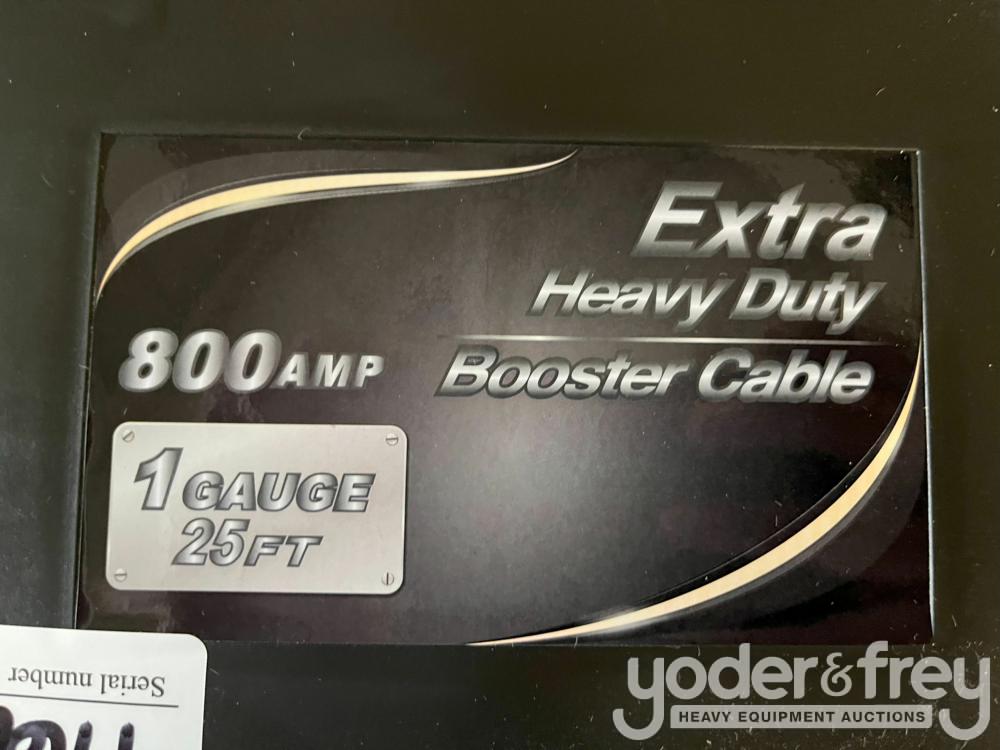 Extra
Heavy Duty
Booster Cable
800AMP
1 GAUGE
25FT
Serial number
yoder&frey
HEAVY EQUIPMENT AUCTIONS